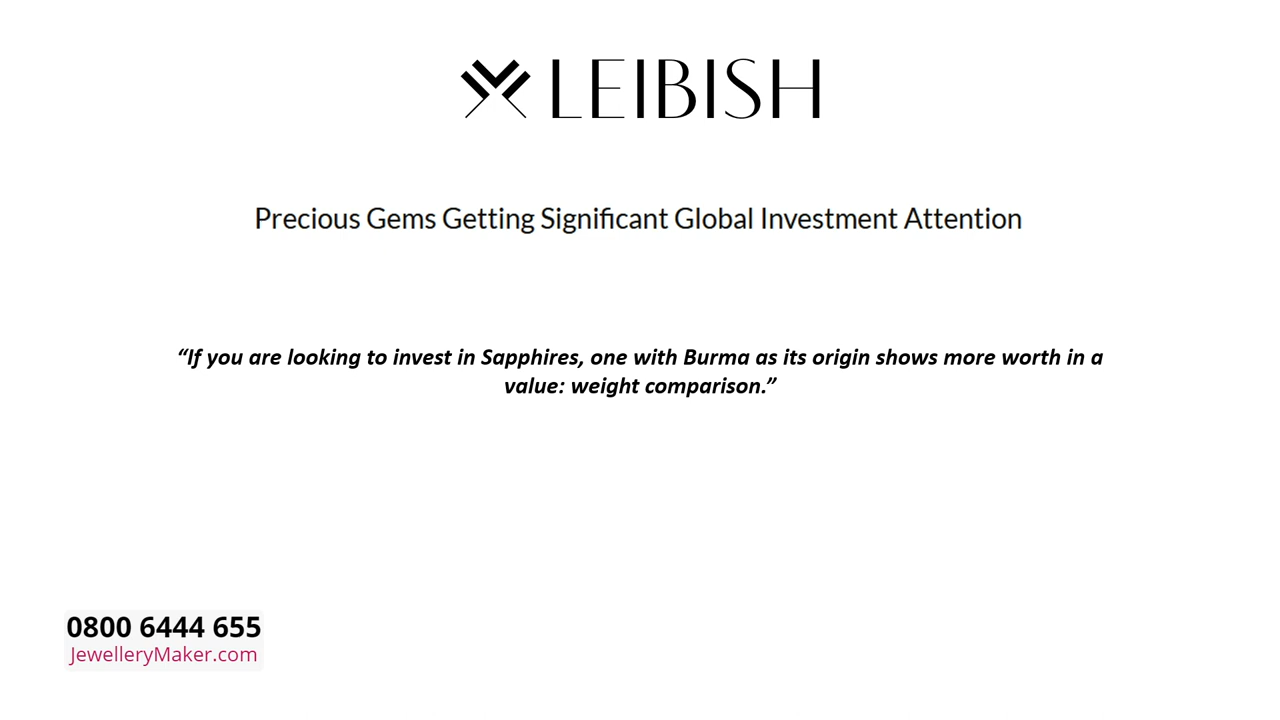 LEIBISH
Precious Gems Getting Significant Global Investment Attention
“If you are looking to invest in Sapphires, one with Burma as its origin shows more worth in a
value: weight comparison.”
0800 6444 655
JewelleryMaker.com